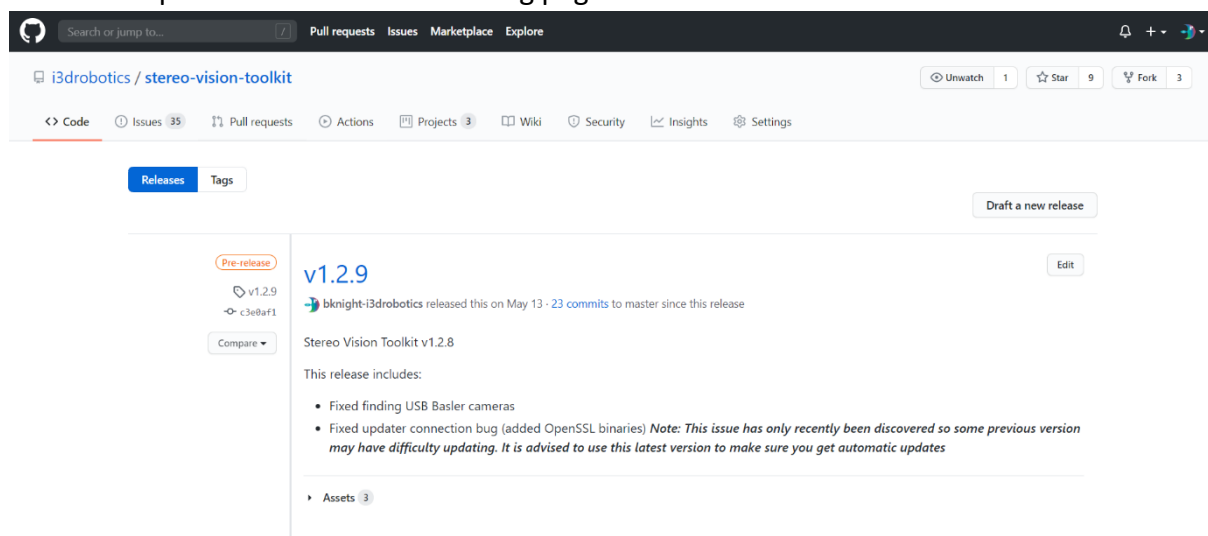 Search or jump to... /
Pull requests Issues Marketplace Explore
i3drobotics / stereo-vision-toolkit
Unwatch 1 Star 9 Fork 3
Code Issues 35 Pull requests Actions Projects 3 Wiki Security Insights Settings
Releases Tags
Draft a new release
Pre-release
v1.2.9
c3e0af1
Compare
v1.2.9
Edit
bknight-i3drobotics released this on May 13 · 23 commits to master since this release
Stereo Vision Toolkit v1.2.8
This release includes:
• Fixed finding USB Basler cameras
• Fixed updater connection bug (added OpenSSL binaries) Note: This issue has only recently been discovered so some previous version
may have difficulty updating. It is advised to use this latest version to make sure you get automatic updates
Assets 3